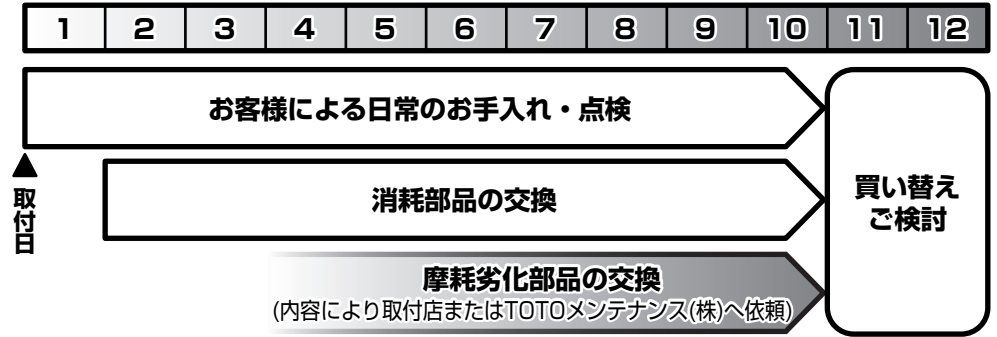 1 2 3 4 5 6 7 8 9 10 11 12
お客様による日常のお手入れ・点検
▲
取付日
消耗部品の交換
摩耗劣化部品の交換
(内容により取付店またはTOTOメンテナンス(株)へ依頼)
買い替え
ご検討